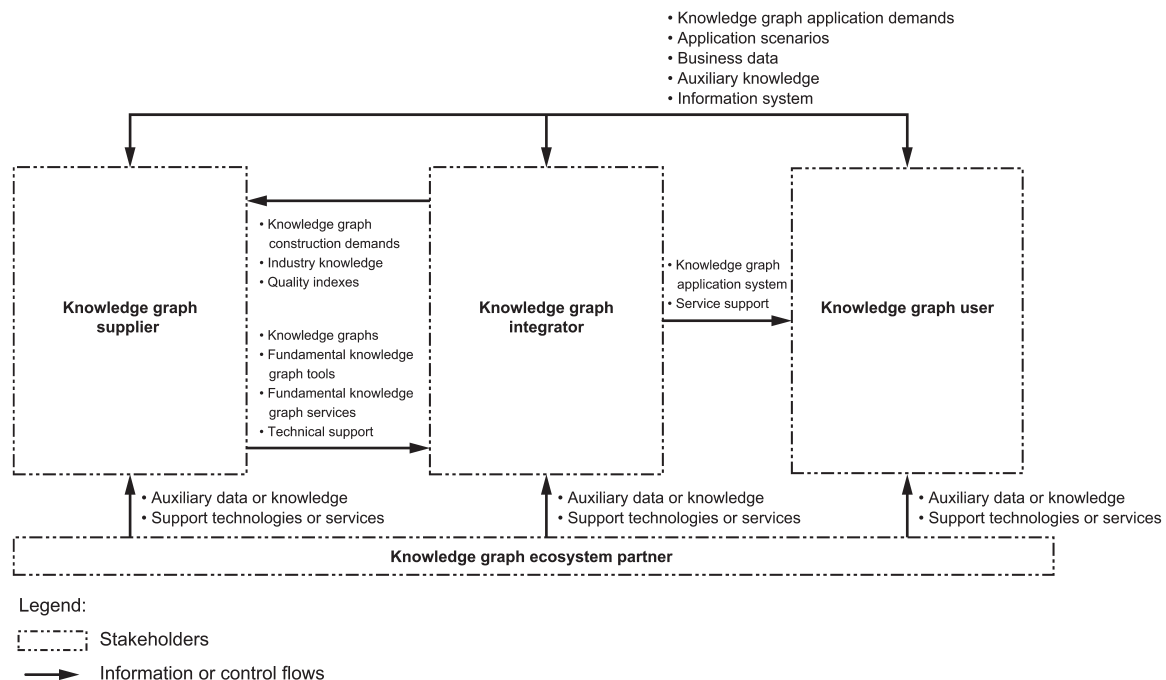 • Knowledge graph application demands
• Application scenarios
• Business data
• Auxiliary knowledge
• Information system
Knowledge graph
supplier
• Knowledge graph
construction demands
• Industry knowledge
• Quality indexes
• Knowledge graphs
• Fundamental knowledge
graph tools
• Fundamental knowledge
graph services
• Technical support
Knowledge graph
integrator
• Knowledge graph
application system
• Service support
Knowledge graph user
• Auxiliary data or knowledge
• Support technologies or services
• Auxiliary data or knowledge
• Support technologies or services
• Auxiliary data or knowledge
• Support technologies or services
Knowledge graph ecosystem partner
Legend:
Stakeholders
Information or control flows